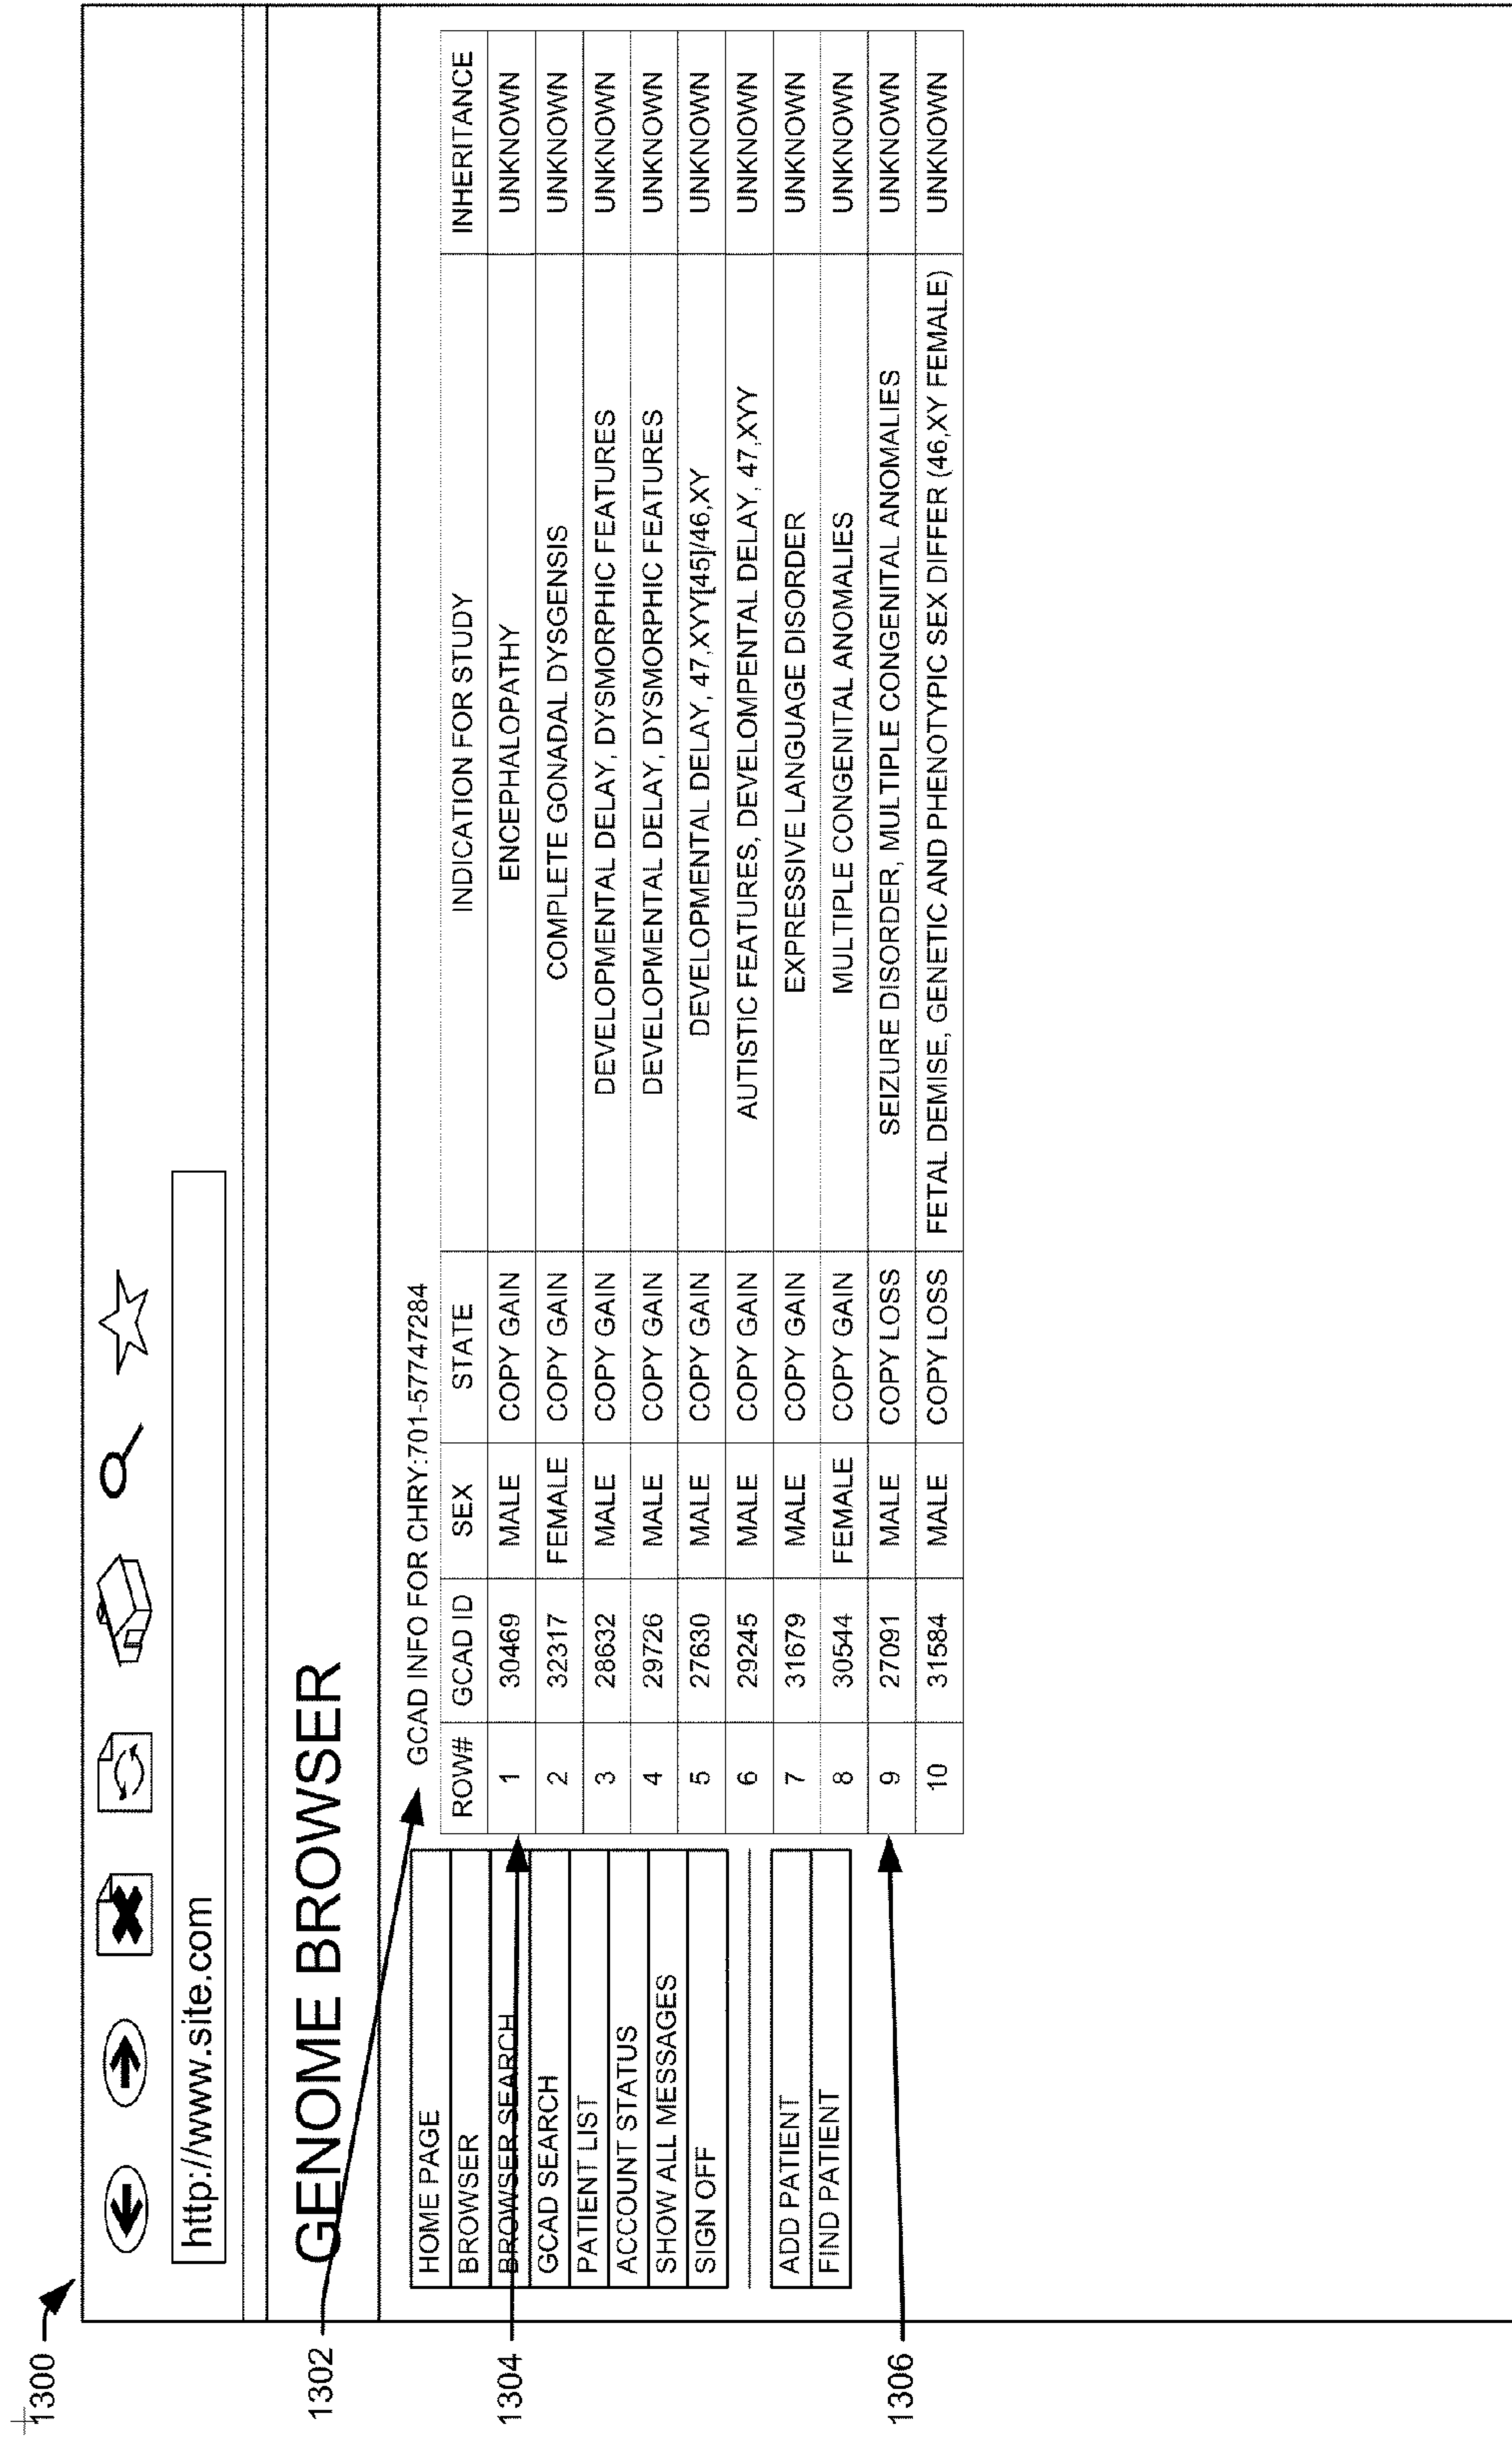 1300
http://www.site.com
GENOME BROWSER
1302
GCAD INFO FOR CHRY:701-57747284
HOME PAGE
BROWSER
BROWSER SEARCH
GCAD SEARCH
PATIENT LIST
ACCOUNT STATUS
SHOW ALL MESSAGES
SIGN OFF
ADD PATIENT
FIND PATIENT
1304
1306
ROW# GCAD ID SEX STATE INDICATION FOR STUDY INHERITANCE
1 30469 MALE COPY GAIN ENCEPHALOPATHY UNKNOWN
2 32317 FEMALE COPY GAIN COMPLETE GONADAL DYSGENSIS UNKNOWN
3 28632 MALE COPY GAIN DEVELOPMENTAL DELAY, DYSMORPHIC FEATURES UNKNOWN
4 29726 MALE COPY GAIN DEVELOPMENTAL DELAY, DYSMORPHIC FEATURES UNKNOWN
5 27630 MALE COPY GAIN DEVELOPMENTAL DELAY, 47,XYY[45]/46,XY UNKNOWN
6 29245 MALE COPY GAIN AUTISTIC FEATURES, DEVELOMPENTAL DELAY, 47,XYY UNKNOWN
7 31679 MALE COPY GAIN EXPRESSIVE LANGUAGE DISORDER UNKNOWN
8 30544 FEMALE COPY GAIN MULTIPLE CONGENITAL ANOMALIES UNKNOWN
9 27091 MALE COPY LOSS SEIZURE DISORDER, MULTIPLE CONGENITAL ANOMALIES UNKNOWN
10 31584 MALE COPY LOSS FETAL DEMISE, GENETIC AND PHENOTYPIC SEX DIFFER (46,XY FEMALE) UNKNOWN